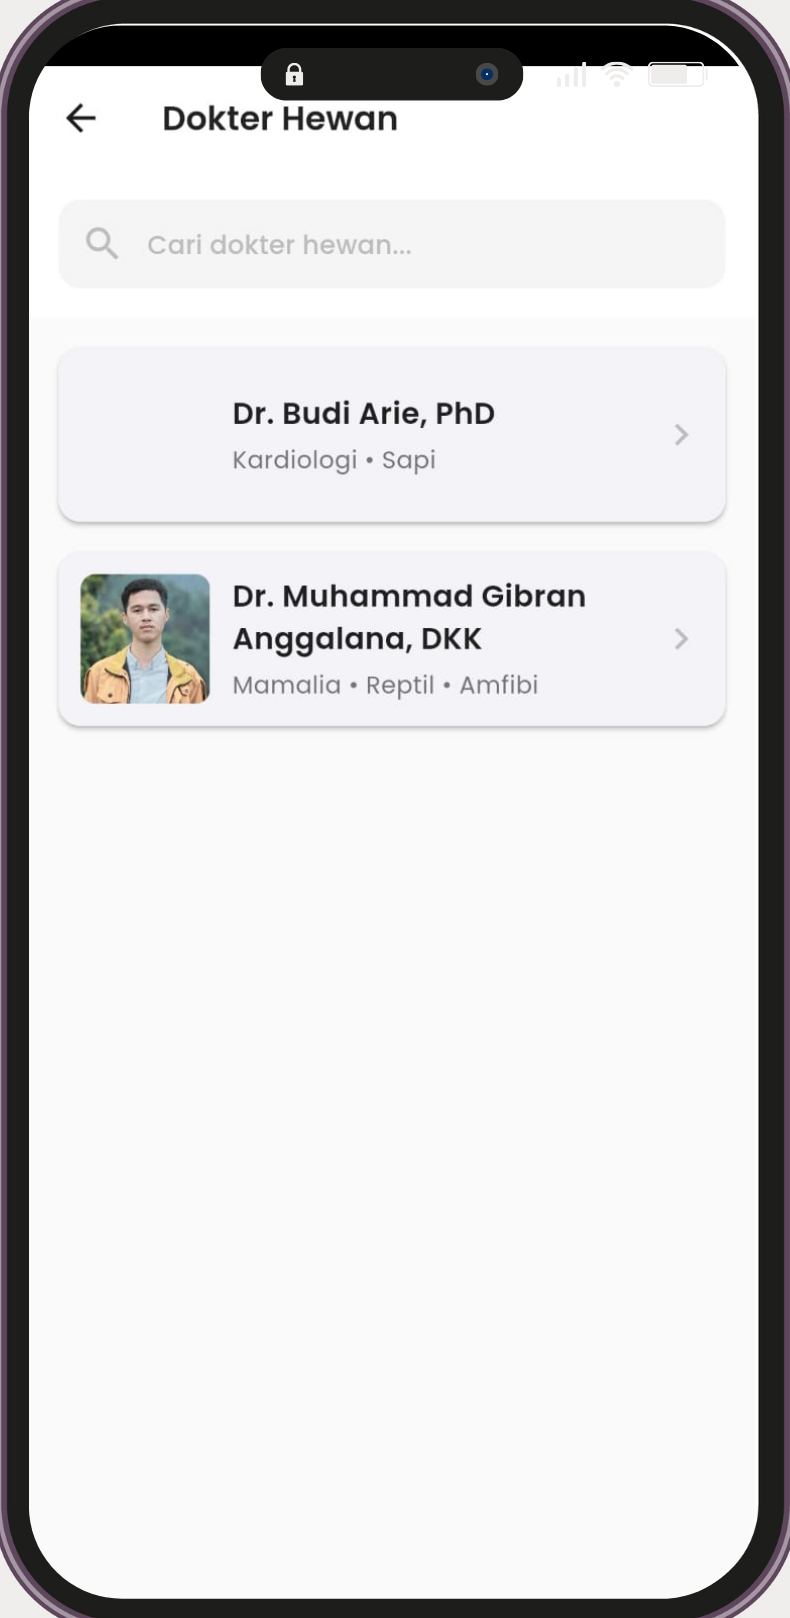 Dokter Hewan
Cari dokter hewan...
Dr. Budi Arie, PhD
Kardiologi • Sapi
Dr. Muhammad Gibran
Anggalana, DKK
Mamalia • Reptil • Amfibi